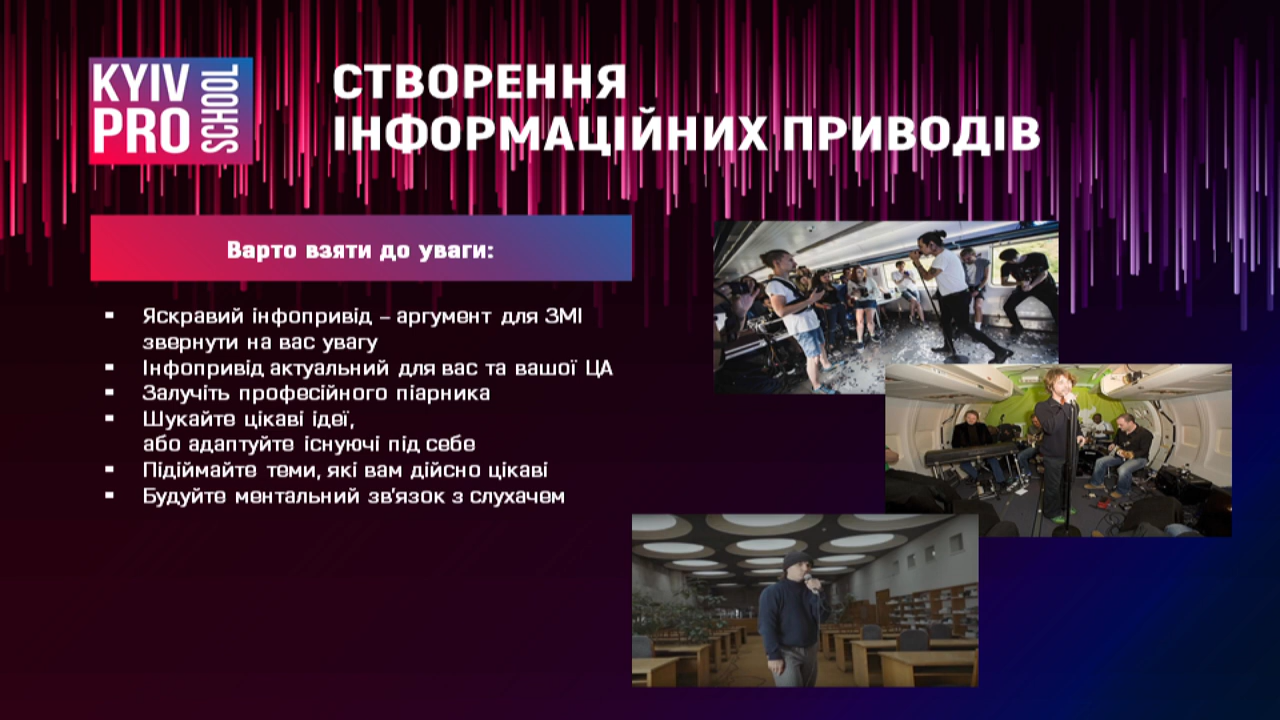 KYIV
PRO
SCHOOL
СТВОРЕННЯ
ІНФОРМАЦІЙНИХ ПРИВОДІВ
Варто взяти до уваги:
▪ Яскравий інфопривід – аргумент для ЗМІ
звернути на вас увагу
▪ Інфопривід актуальний для вас та вашої ЦА
▪ Залучіть професійного піарника
▪ Шукайте цікаві ідеї,
або адаптуйте існуючі під себе
▪ Підіймайте теми, які вам дійсно цікаві
▪ Будуйте ментальний зв'язок з слухачем